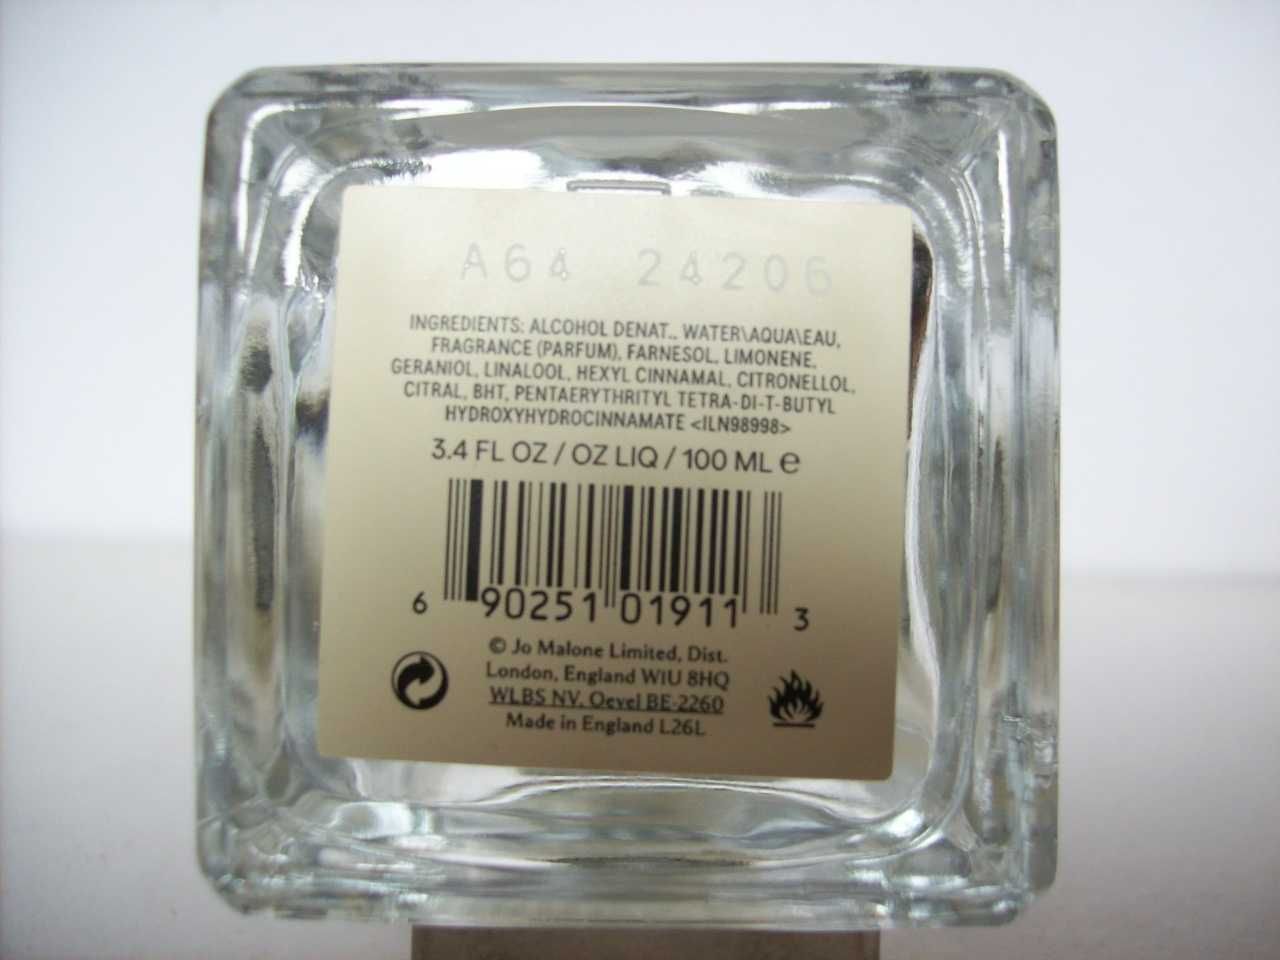 A64 24206
INGREDIENTS: ALCOHOL DENAT., WATER\AQUA\EAU,
FRAGRANCE (PARFUM), FARNESOL, LIMONENE,
GERANIOL, LINALOOL, HEXYL CINNAMAL, CITRONELLOL,
CITRAL, BHT, PENTAERYTHRITYL TETRA-DI-T-BUTYL
HYDROXYHYDROCINNAMATE <ILN98998>
3.4 FL OZ / OZ LIQ / 100 ML e
6 90251 01911 3
© Jo Malone Limited, Dist.
London, England W1U 8HQ
WLBS NV, Oevel BE-2260
Made in England L26L